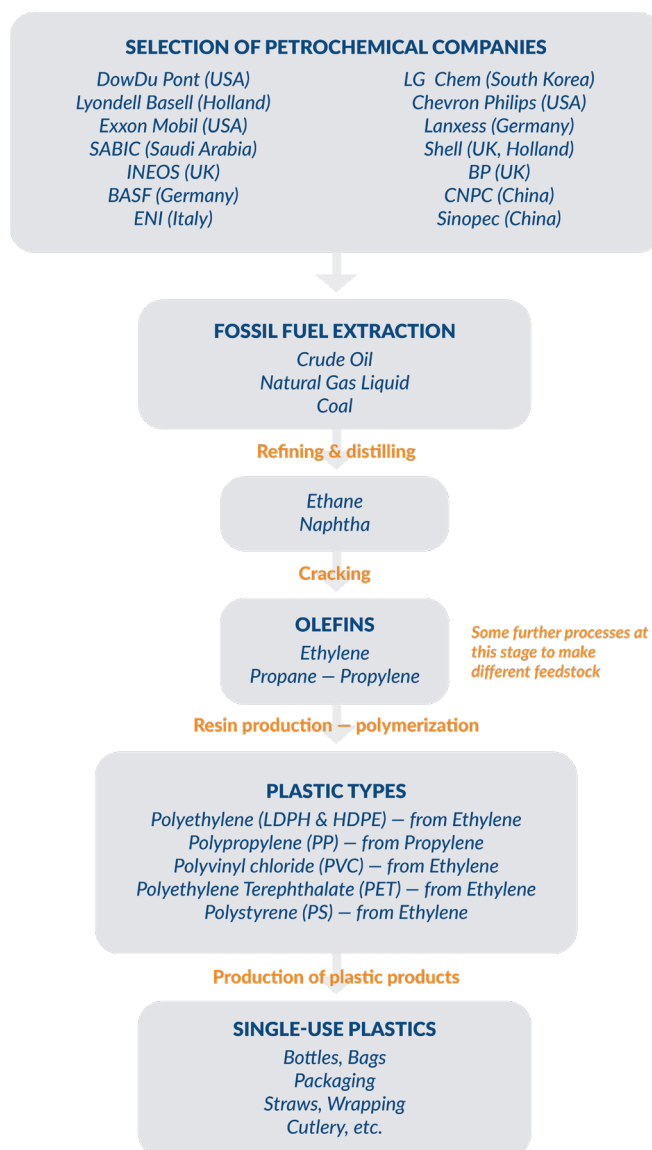 SELECTION OF PETROCHEMICAL COMPANIES
DowDu Pont (USA)
Lyondell Basell (Holland)
Exxon Mobil (USA)
SABIC (Saudi Arabia)
INEOS (UK)
BASF (Germany)
ENI (Italy)
LG Chem (South Korea)
Chevron Philips (USA)
Lanxess (Germany)
Shell (UK, Holland)
BP (UK)
CNPC (China)
Sinopec (China)
FOSSIL FUEL EXTRACTION
Crude Oil
Natural Gas Liquid
Coal
Refining & distilling
Ethane
Naphtha
Cracking
OLEFINS
Ethylene
Propane — Propylene
Some further processes at
this stage to make
different feedstock
Resin production — polymerization
PLASTIC TYPES
Polyethylene (LDPH & HDPE) — from Ethylene
Polypropylene (PP) — from Propylene
Polyvinyl chloride (PVC) — from Ethylene
Polyethylene Terephthalate (PET) — from Ethylene
Polystyrene (PS) — from Ethylene
Production of plastic products
SINGLE-USE PLASTICS
Bottles, Bags
Packaging
Straws, Wrapping
Cutlery, etc.